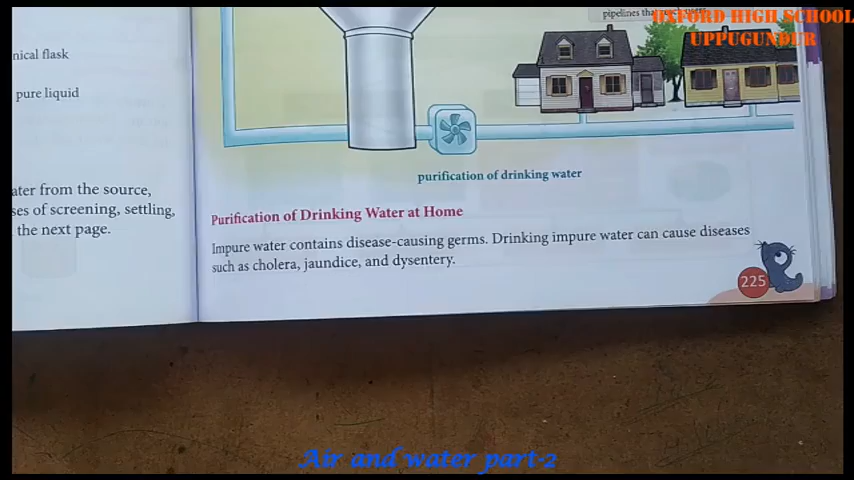 pipelines that reach users
OXFORD HIGH SCHOOL
UPPUGUNDUR
nical flask
pure liquid
ater from the source,
ses of screening, settling,
the next page.
purification of drinking water
Purification of Drinking Water at Home
Impure water contains disease-causing germs. Drinking impure water can cause diseases
such as cholera, jaundice, and dysentery.
225
Air and water part-2